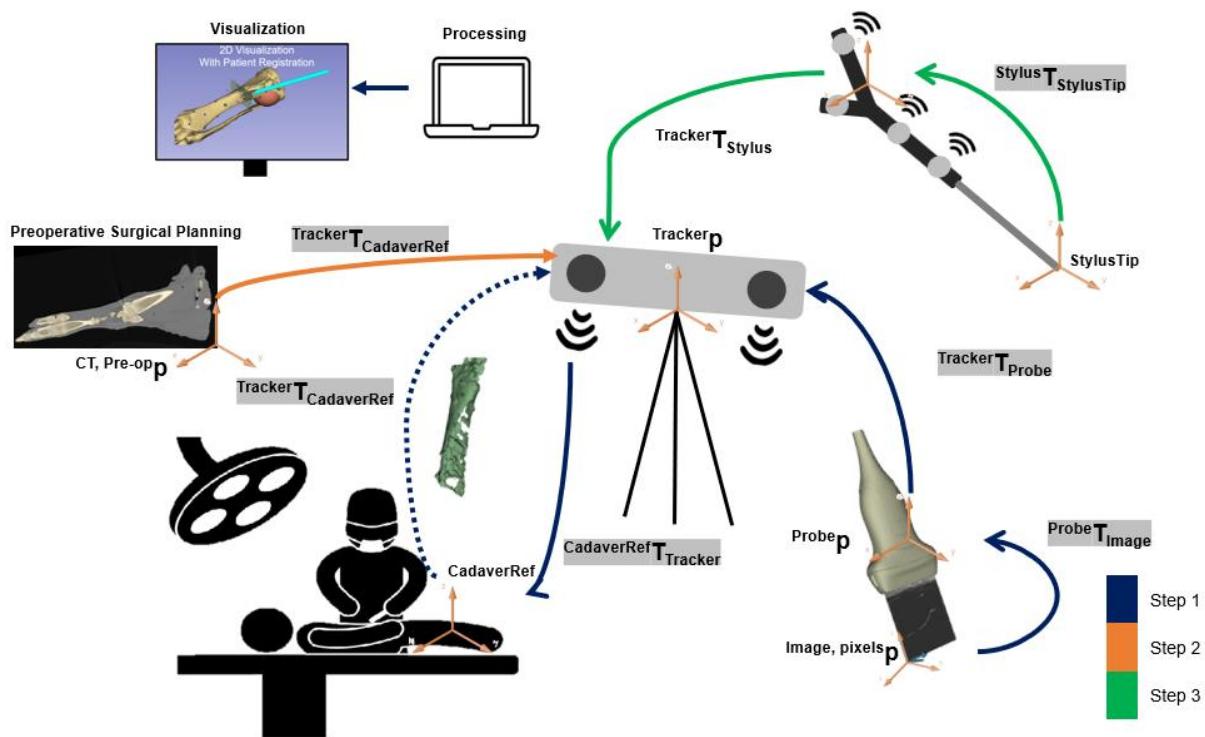 Visualization
Processing
2D Visualization
With Patient Registration
StylusTStylusTip
TrackerTStylus
Preoperative Surgical Planning
TrackerTCadaverRef
Trackerp
StylusTip
CT, Pre-opp
TrackerTCadaverRef
TrackerTProbe
CadaverRefTTracker
CadaverRef
Probep
ProbeTImage
Image, pixelsp
Step 1
Step 2
Step 3